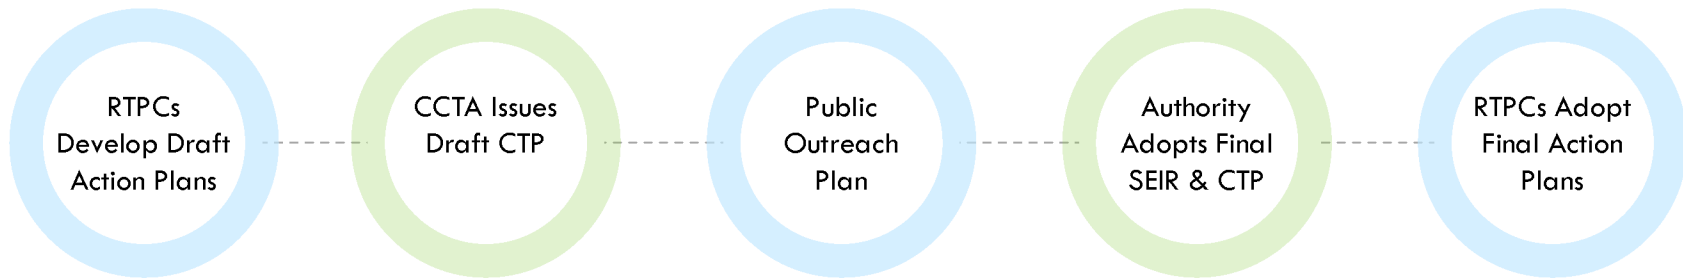 RTPCs
Develop Draft
Action Plans
CCTA Issues
Draft CTP
Public
Outreach
Plan
Authority
Adopts Final
SEIR & CTP
RTPCs Adopt
Final Action
Plans